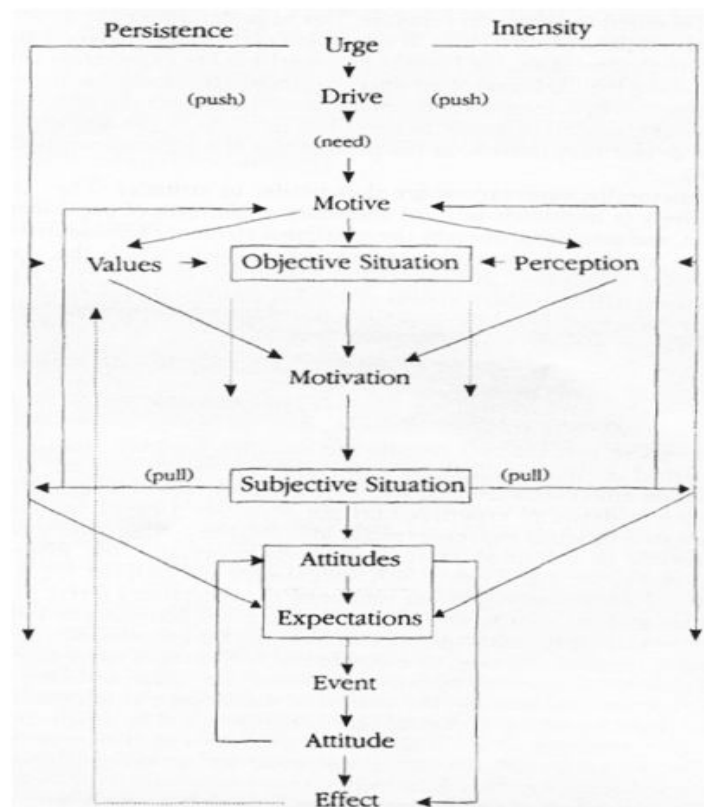 Persistence Urge Intensity
(push) Drive (push)
(need)
Motive
Values Objective Situation Perception
Motivation
(pull) Subjective Situation (pull)
Attitudes
Expectations
Event
Attitude
Effect